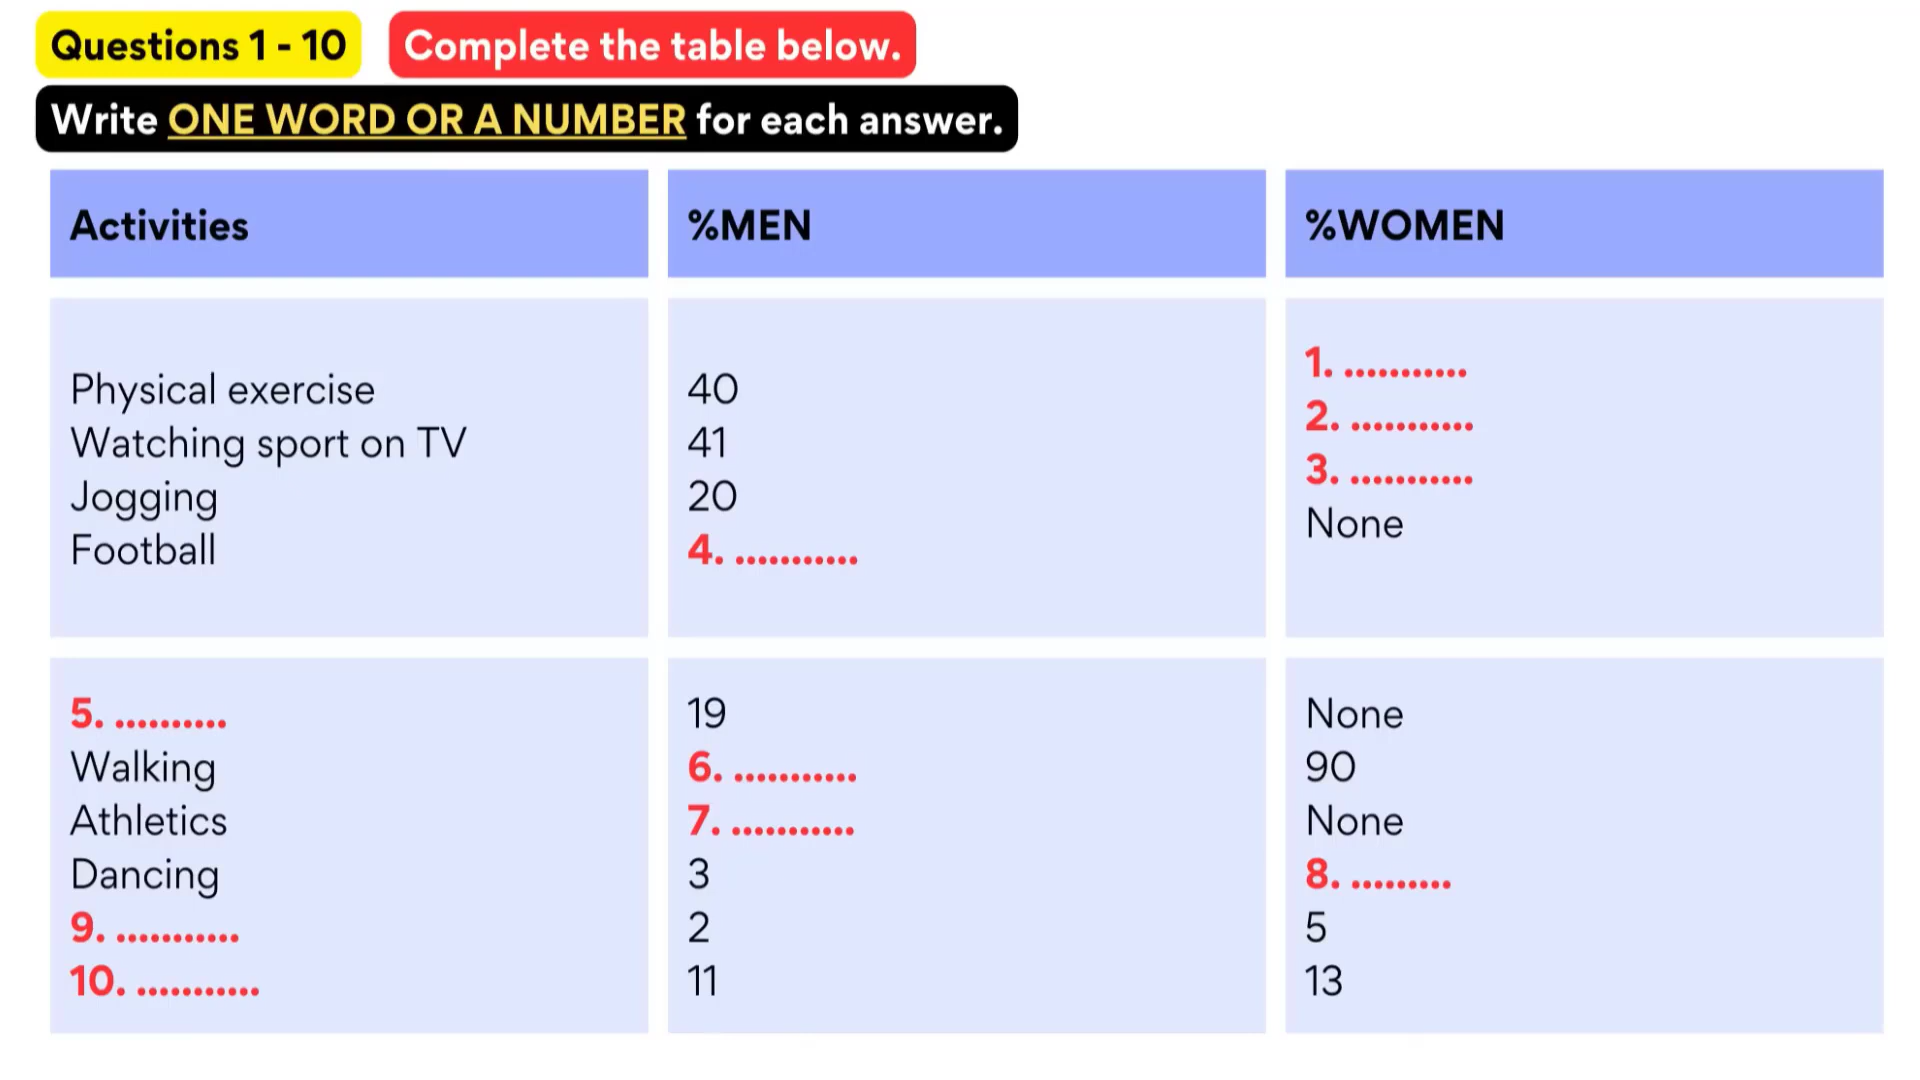 Questions 1 - 10
Complete the table below.
Write ONE WORD OR A NUMBER for each answer.
Activities
%MEN
%WOMEN
Physical exercise
Watching sport on TV
Jogging
Football
40
41
20
4. ...........
1. ...........
2. ...........
3. ...........
None
5. ..........
Walking
Athletics
Dancing
9. ...........
10. ...........
19
6. ...........
7. ...........
3
2
11
None
90
None
8. .........
5
13